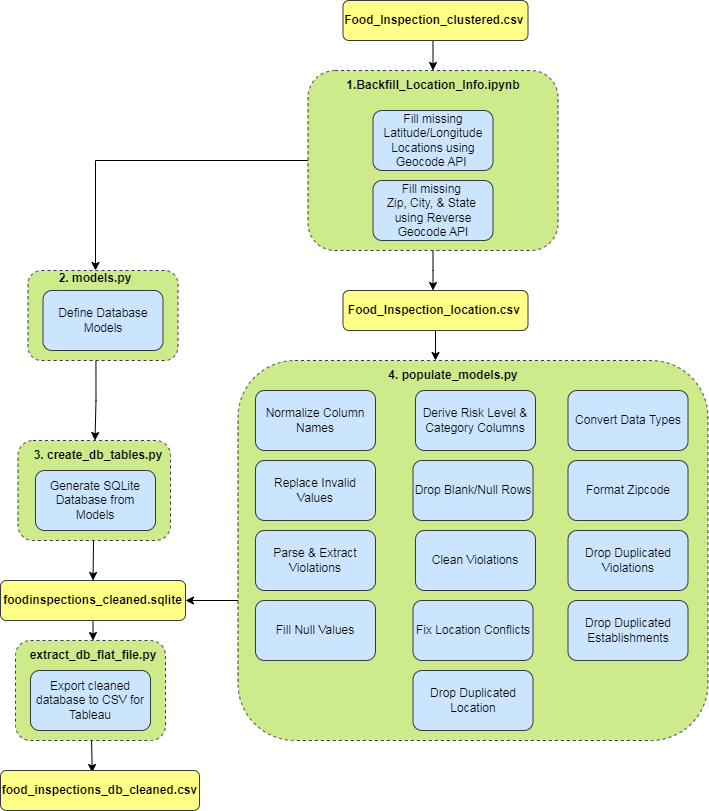 Food_Inspection_clustered.csv
1.Backfill_Location_Info.ipynb
Fill missing
Latitude/Longitude
Locations using
Geocode API
Fill missing
Zip, City, & State
using Reverse
Geocode API
2. models.py
Define Database
Models
Food_Inspection_location.csv
3. create_db_tables.py
Generate SQLite
Database from
Models
4. populate_models.py
Normalize Column
Names
Derive Risk Level &
Category Columns
Convert Data Types
Replace Invalid
Values
Drop Blank/Null Rows
Format Zipcode
Parse & Extract
Violations
Clean Violations
Drop Duplicated
Violations
Fill Null Values
Fix Location Conflicts
Drop Duplicated
Establishments
Drop Duplicated
Location
foodinspections_cleaned.sqlite
extract_db_flat_file.py
Export cleaned
database to CSV for
Tableau
food_inspections_db_cleaned.csv